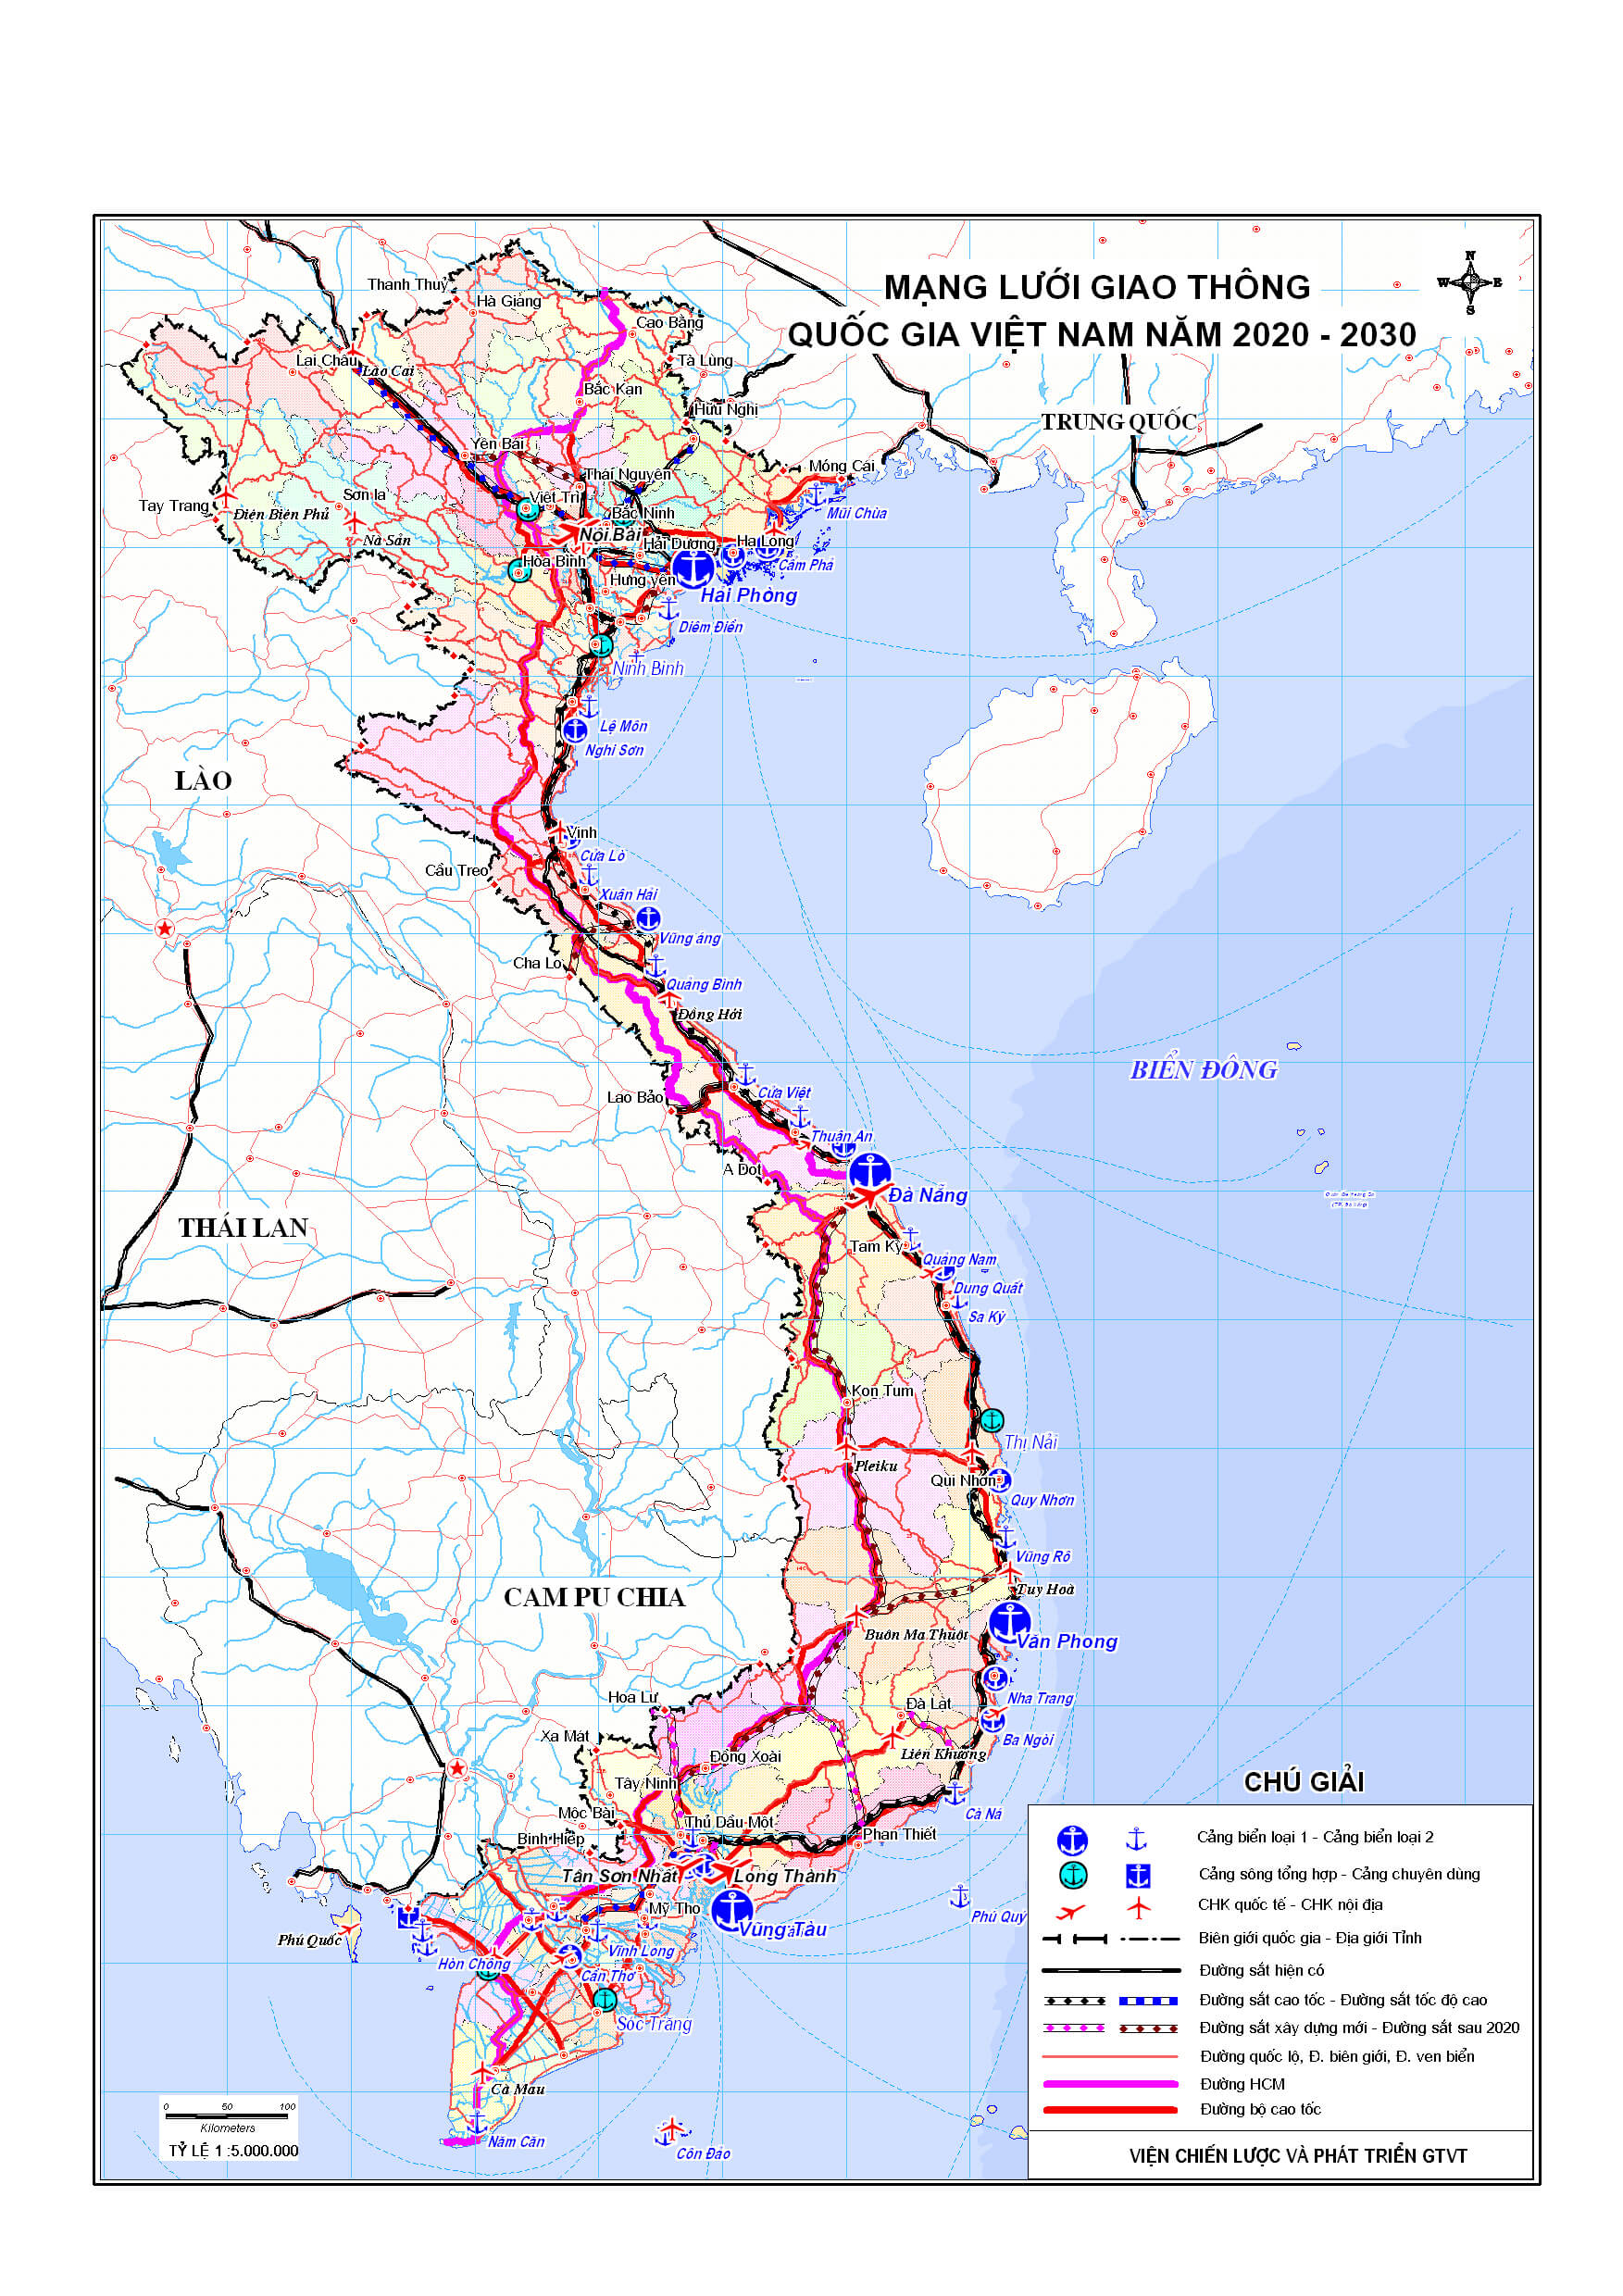 MẠNG LƯỚI GIAO THÔNG
QUỐC GIA VIỆT NAM NĂM 2020 - 2030
N
W E
S
Thanh Thuỷ
Hà Giảng
Cao Bằng
Lai Châu
Lào Cai
Tà Lùng
Bắc Kạn
Hữu Nghị
TRUNG QUỐC
Yên Bái
Móng Cái
Thái Nguyên
Sơn la
Việt Trì
Tay Trang
Điện Biên Phủ
Bắc Ninh
Mũi Chùa
Nà Sản
Nội Bài
Hải Dương
Hạ Long
Hòa Bình
Cẩm Phả
Hưng yên
Hải Phòng
Diêm Điền
Ninh Bình
Lệ Môn
Nghi Sơn
LÀO
Vinh
Cửa Lò
Cầu Treo
Xuân Hải
Vũng áng
Cha Lo
Quảng Bình
Đồng Hới
BIỂN ĐÔNG
Cửa Việt
Lao Bảo
Thuận An
A Dot
Đà Nẵng
THÁI LAN
Tam Kỳ
Quảng Nam
Dung Quất
Sa Kỳ
Kon Tum
Thị Nải
Pleiku
Qui Nhơn
Quy Nhơn
Vũng Rô
Tuy Hoà
CAM PU CHIA
Buôn Ma Thuột
Văn Phong
Hoa Lư
Đà Lạt
Nha Trang
Xa Mát
Ba Ngòi
Đồng Xoài
Liên Khương
Tây Ninh
CHÚ GIẢI
Mộc Bài
Thủ Dầu Một
Cà Ná
Bình Hiệp
Phan Thiết
Tân Sơn Nhất
Long Thành
Mỹ Tho
Phú Quý
Vũng Tàu
Phú Quốc
Vĩnh Long
Hòn Chông
Cần Thơ
Sóc Trăng
Cà Mau
Năm Căn
Côn Đảo
Cảng biển loại 1 - Cảng biển loại 2
Cảng sông tổng hợp - Cảng chuyên dùng
CHK quốc tế - CHK nội địa
Biên giới quốc gia - Địa giới Tỉnh
Đường sắt hiện có
Đường sắt cao tốc - Đường sắt tốc độ cao
Đường sắt xây dựng mới - Đường sắt sau 2020
Đường quốc lộ, Đ. biên giới, Đ. ven biển
Đường HCM
Đường bộ cao tốc
VIỆN CHIẾN LƯỢC VÀ PHÁT TRIỂN GTVT
0 50 100
Kilometers
TỶ LỆ 1 :5.000.000